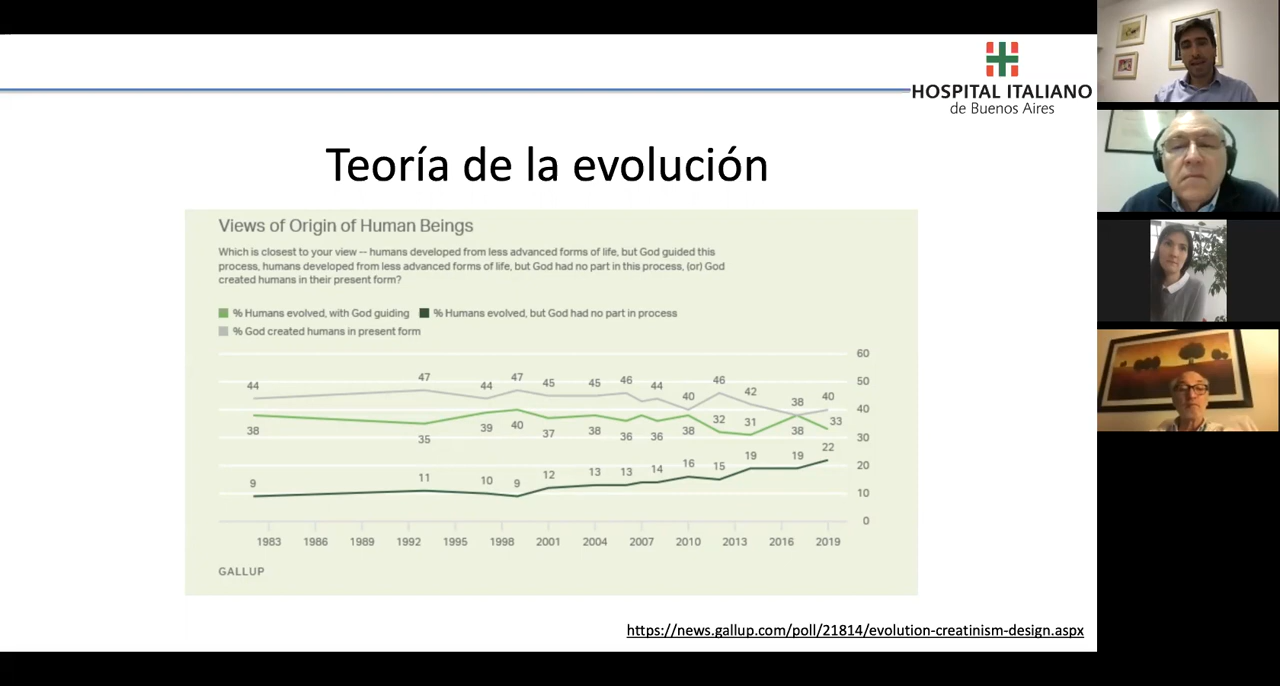 HOSPITAL ITALIANO
de Buenos Aires
Teoría de la evolución
Views of Origin of Human Beings
Which is closest to your view -- humans developed from less advanced forms of life, but God guided this
process, humans developed from less advanced forms of life, but God had no part in this process, (or) God
created humans in their present form?
% Humans evolved, with God guiding % Humans evolved, but God had no part in process
% God created humans in present form
60
50
40
30
20
10
0
44 47 44 47 45 45 46 44 40 46 42 38 40
38 35 39 40 37 38 36 36 38 32 31 38 33
9 11 10 9 12 13 13 14 16 15 19 19 22
1983 1986 1989 1992 1995 1998 2001 2004 2007 2010 2013 2016 2019
GALLUP
https://news.gallup.com/poll/21814/evolution-creatinism-design.aspx